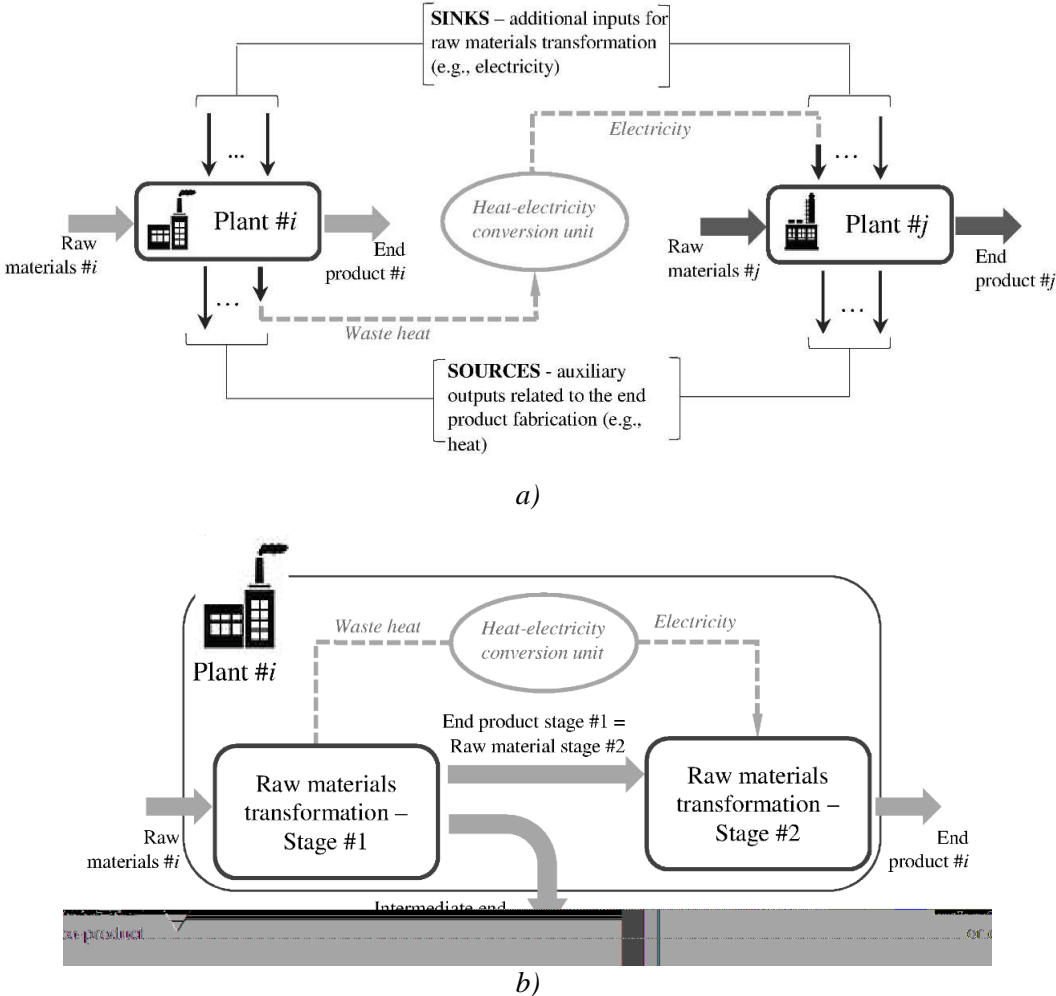 SINKS – additional inputs for
raw materials transformation
(e.g., electricity)
Electricity
...
...
Plant #i
Heat-electricity
conversion unit
Plant #j
Raw
materials #i
End
product #i
Raw
materials #j
End
product #j
...
...
Waste heat
SOURCES - auxiliary
outputs related to the end
product fabrication (e.g.,
heat)
a)
Plant #i
Waste heat
Heat-electricity
conversion unit
Electricity
End product stage #1 =
Raw material stage #2
Raw materials
transformation –
Stage #1
Raw materials
transformation –
Stage #2
Raw
materials #i
End
product #i
Intermediate end
product
b)